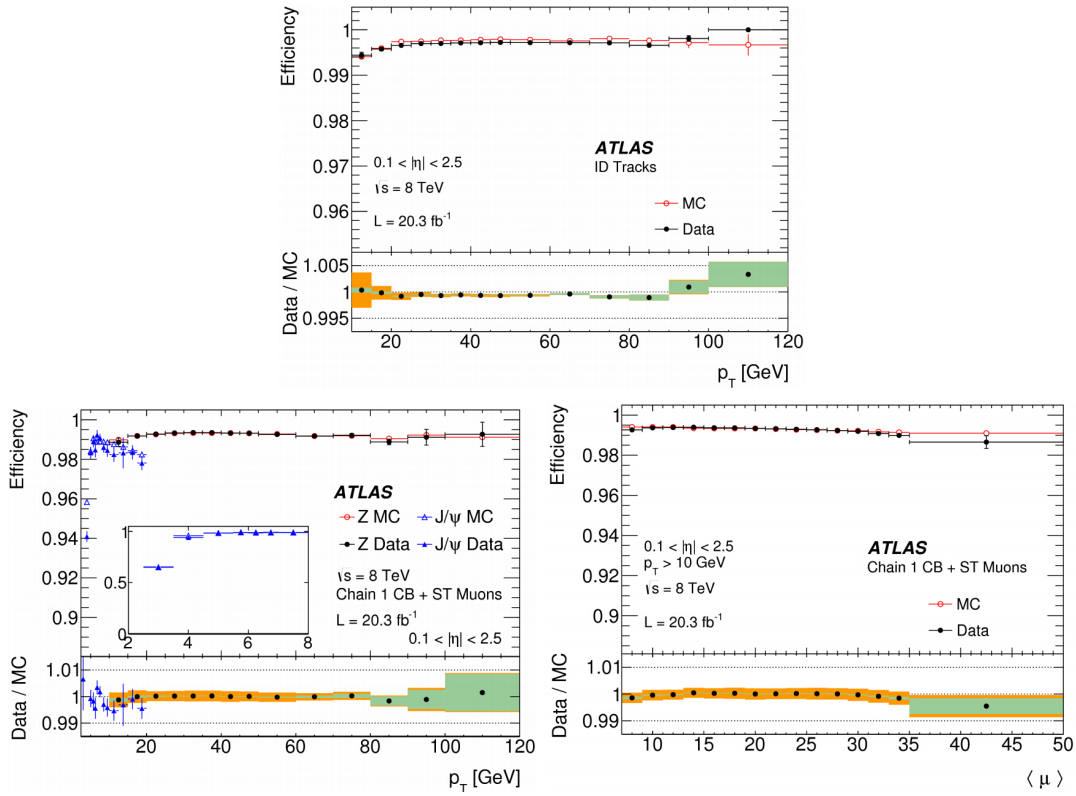 Efficiency
1
0.99
0.98
0.97
0.96
ATLAS
ID Tracks
0.1 < |η| < 2.5
√s = 8 TeV
L = 20.3 fb⁻¹
MC
Data
Data / MC
1.005
1
0.995
20 40 60 80 100 120
p_T [GeV]
Efficiency
1
0.98
0.96
0.94
0.92
0.9
ATLAS
Z MC J/ψ MC
Z Data J/ψ Data
√s = 8 TeV
Chain 1 CB + ST Muons
L = 20.3 fb⁻¹
0.1 < |η| < 2.5
1
0.5
0
2 4 6 8
Data / MC
1.01
1
0.99
20 40 60 80 100 120
p_T [GeV]
Efficiency
1
0.98
0.96
0.94
0.92
0.9
0.1 < |η| < 2.5
p_T > 10 GeV
√s = 8 TeV
L = 20.3 fb⁻¹
ATLAS
Chain 1 CB + ST Muons
MC
Data
Data / MC
1.01
1
0.99
10 15 20 25 30 35 40 45 50
⟨ μ ⟩